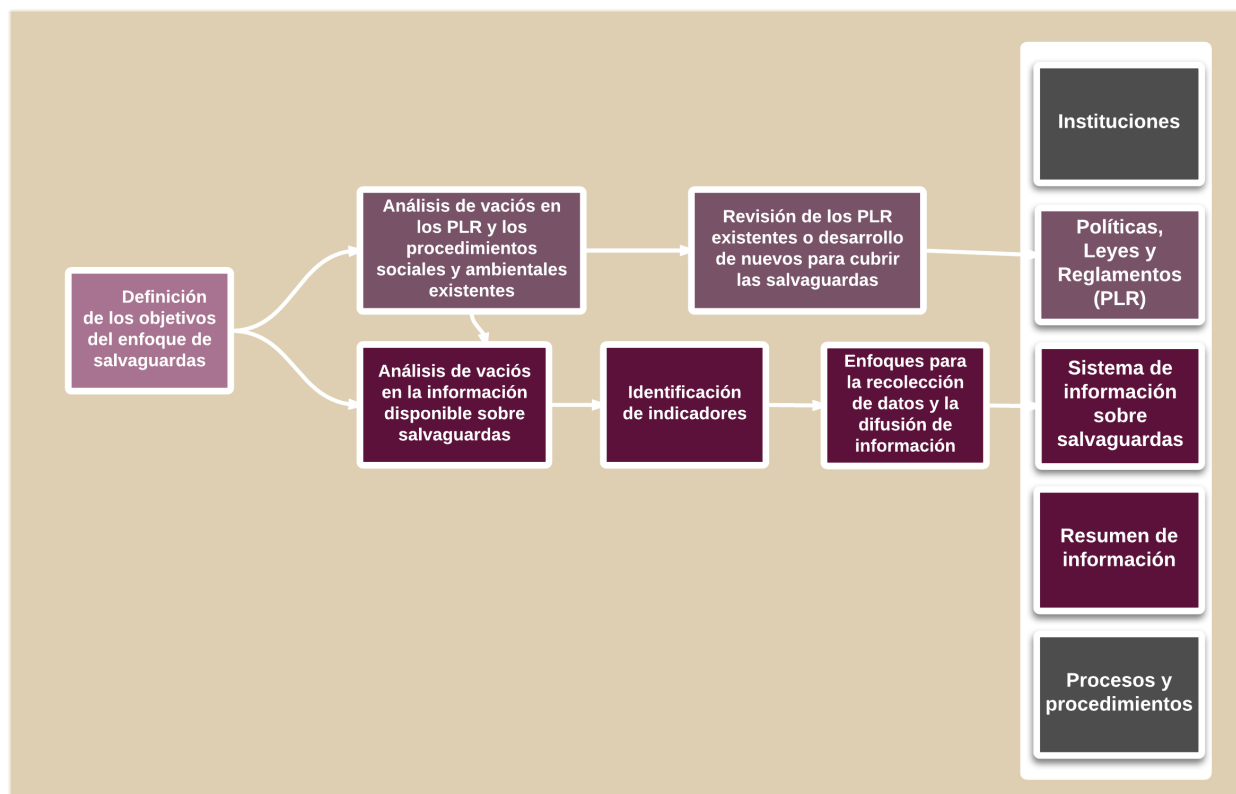 Definición
de los objetivos
del enfoque de
salvaguardas
Análisis de vaciós en
los PLR y los
procedimientos
sociales y ambientales
existentes
Revisión de los PLR
existentes o desarrollo
de nuevos para cubrir
las salvaguardas
Análisis de vaciós
en la información
disponible sobre
salvaguardas
Identificación
de indicadores
Enfoques para
la recolección
de datos y la
difusión de
información
Instituciones
Políticas,
Leyes y
Reglamentos
(PLR)
Sistema de
información
sobre
salvaguardas
Resumen de
información
Procesos y
procedimientos